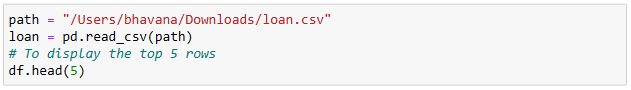 path = "/Users/bhavana/Downloads/loan.csv"
loan = pd.read_csv(path)
# To display the top 5 rows
df.head(5)